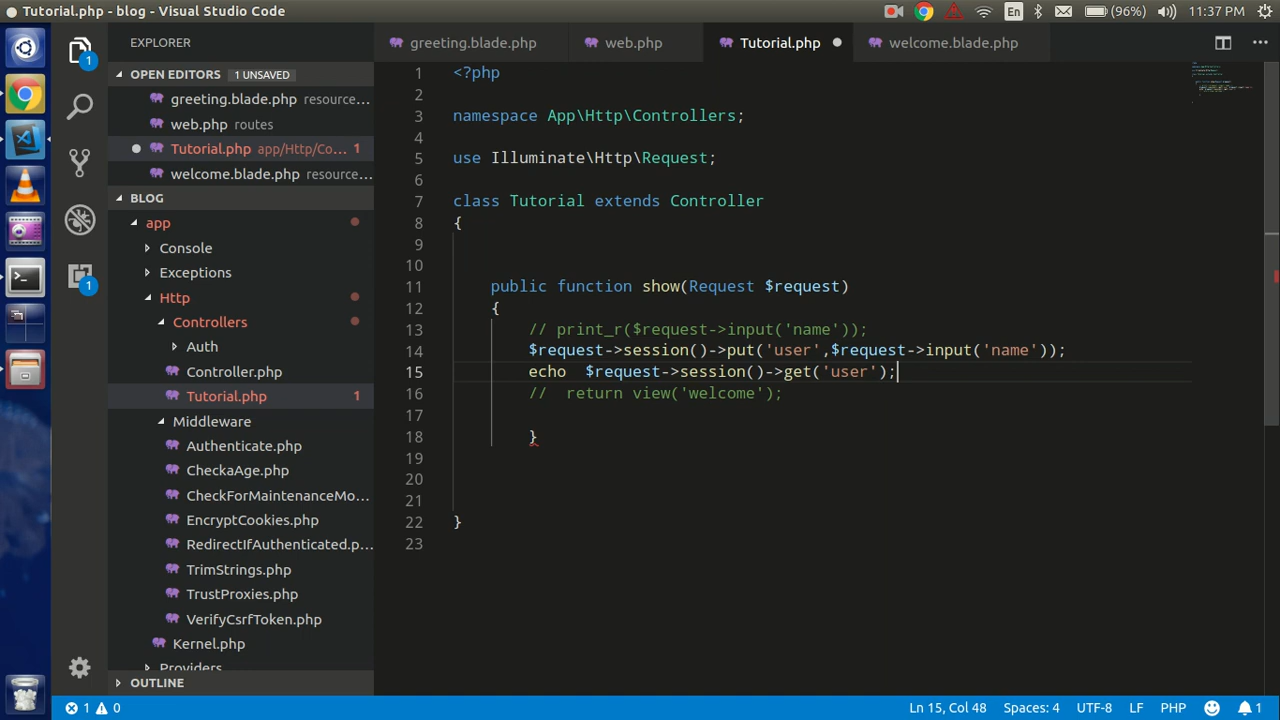 Tutorial.php - blog - Visual Studio Code
En
(96%)
11:37 PM
EXPLORER
OPEN EDITORS 1 UNSAVED
greeting.blade.php resource...
web.php routes
Tutorial.php app/Http/Co... 1
welcome.blade.php resource...
BLOG
app
Console
Exceptions
Http
Controllers
Auth
Controller.php
Tutorial.php 1
Middleware
Authenticate.php
CheckaAge.php
CheckForMaintenanceMo...
EncryptCookies.php
RedirectIfAuthenticated.p...
TrimStrings.php
TrustProxies.php
VerifyCsrfToken.php
Kernel.php
Providers
OUTLINE
1
1
greeting.blade.php
web.php
Tutorial.php
welcome.blade.php
1 <?php
2
3 namespace App\Http\Controllers;
4
5 use Illuminate\Http\Request;
6
7 class Tutorial extends Controller
8 {
9
10
11 public function show(Request $request)
12 {
13 // print_r($request->input('name'));
14 $request->session()->put('user',$request->input('name'));
15 echo  $request->session()->get('user');
16 //  return view('welcome');
17
18 }
19
20
21
22 }
23
1 0
Ln 15, Col 48
Spaces: 4
UTF-8
LF
PHP
1